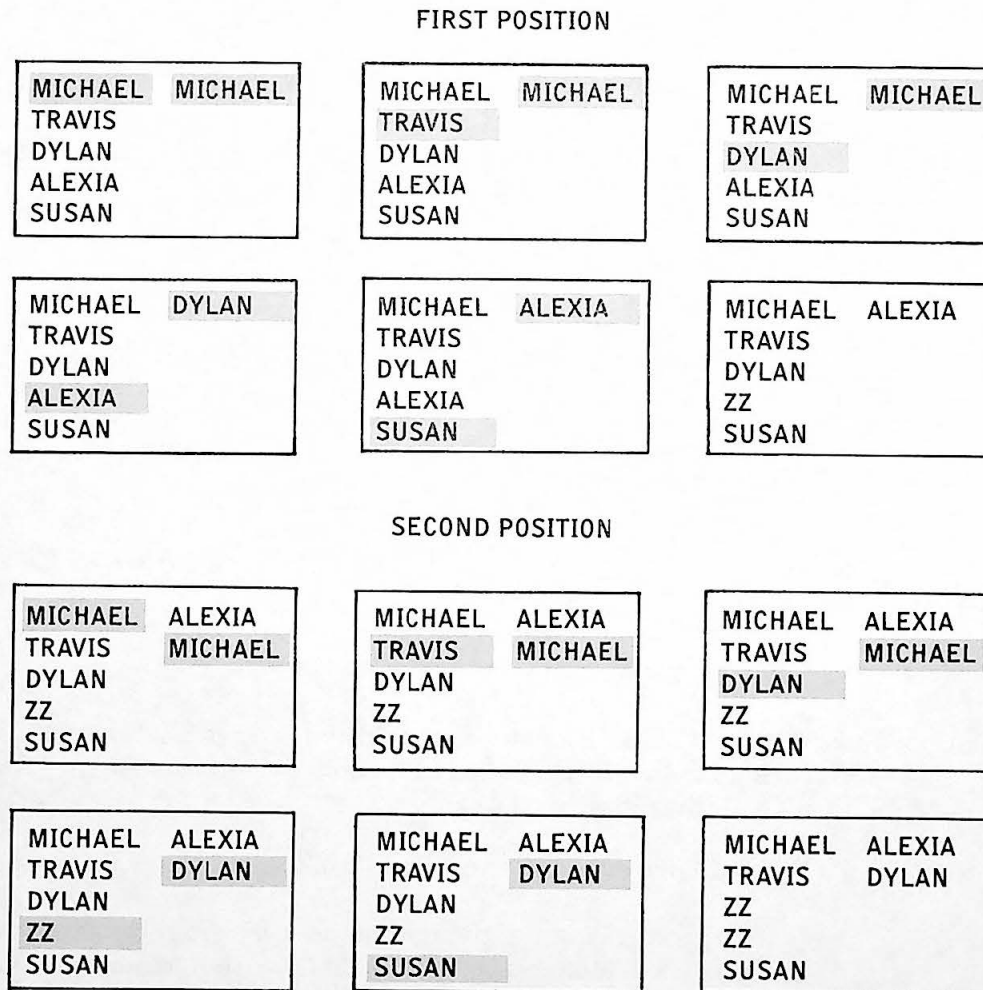 FIRST POSITION
MICHAEL MICHAEL
TRAVIS
DYLAN
ALEXIA
SUSAN
MICHAEL MICHAEL
TRAVIS
DYLAN
ALEXIA
SUSAN
MICHAEL MICHAEL
TRAVIS
DYLAN
ALEXIA
SUSAN
MICHAEL DYLAN
TRAVIS
DYLAN
ALEXIA
SUSAN
MICHAEL ALEXIA
TRAVIS
DYLAN
ALEXIA
SUSAN
MICHAEL ALEXIA
TRAVIS
DYLAN
ZZ
SUSAN
SECOND POSITION
MICHAEL ALEXIA
TRAVIS MICHAEL
DYLAN
ZZ
SUSAN
MICHAEL ALEXIA
TRAVIS MICHAEL
DYLAN
ZZ
SUSAN
MICHAEL ALEXIA
TRAVIS MICHAEL
DYLAN
ZZ
SUSAN
MICHAEL ALEXIA
TRAVIS DYLAN
DYLAN
ZZ
SUSAN
MICHAEL ALEXIA
TRAVIS DYLAN
DYLAN
ZZ
SUSAN
MICHAEL ALEXIA
TRAVIS DYLAN
ZZ
ZZ
SUSAN